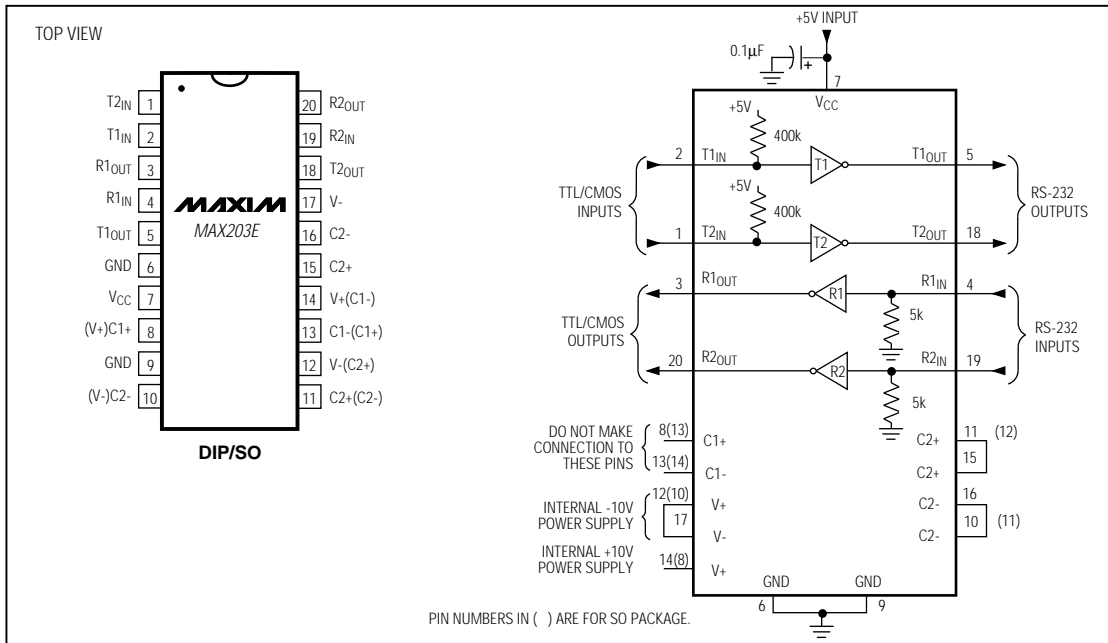 TOP VIEW
T2IN 1
T1IN 2
R1OUT 3
R1IN 4
T1OUT 5
GND 6
VCC 7
(V+)C1+ 8
GND 9
(V-)C2- 10
20 R2OUT
19 R2IN
18 T2OUT
17 V-
16 C2-
15 C2+
14 V+(C1-)
13 C1-(C1+)
12 V-(C2+)
11 C2+(C2-)
MAXIM
MAX203E
DIP/SO
+5V INPUT
0.1µF
+
7
VCC
+5V
400k
2 T1IN T1 T1OUT 5
+5V
400k
1 T2IN T2 T2OUT 18
TTL/CMOS
INPUTS
RS-232
OUTPUTS
3 R1OUT R1 R1IN 4
5k
20 R2OUT R2 R2IN 19
5k
TTL/CMOS
OUTPUTS
RS-232
INPUTS
DO NOT MAKE
CONNECTION TO
THESE PINS
8(13) C1+
13(14) C1-
INTERNAL -10V
POWER SUPPLY
12(10) V+
17 V-
INTERNAL +10V
POWER SUPPLY
14(8) V+
C2+ 11 (12)
C2+ 15
C2- 16
C2- 10 (11)
GND GND
6 9
PIN NUMBERS IN ( ) ARE FOR SO PACKAGE.